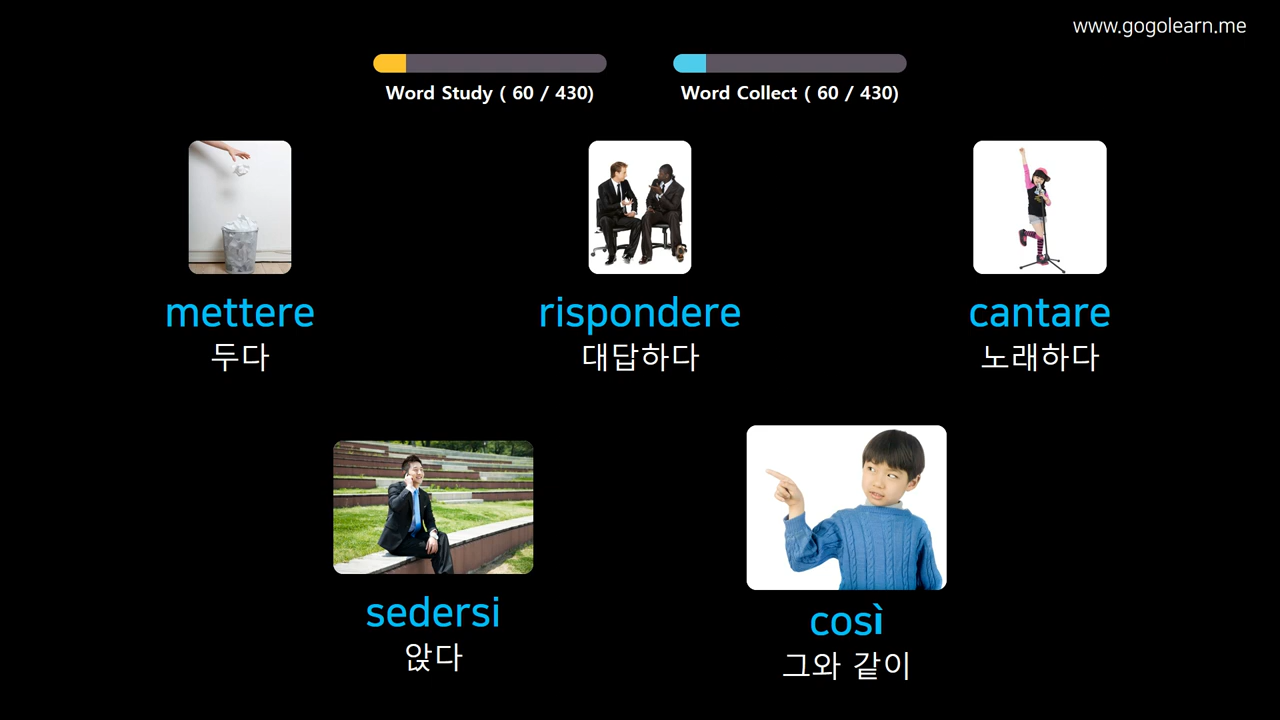 www.gogolearn.me
Word Study ( 60 / 430)
Word Collect ( 60 / 430)
mettere
두다
rispondere
대답하다
cantare
노래하다
sedersi
앉다
così
그와 같이